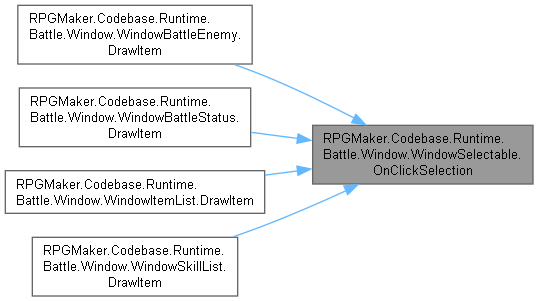 RPGMaker.Codebase.Runtime.
Battle.Window.WindowBattleEnemy.
DrawItem
RPGMaker.Codebase.Runtime.
Battle.Window.WindowBattleStatus.
DrawItem
RPGMaker.Codebase.Runtime.
Battle.Window.WindowItemList.DrawItem
RPGMaker.Codebase.Runtime.
Battle.Window.WindowSkillList.
DrawItem
RPGMaker.Codebase.Runtime.
Battle.Window.WindowSelectable.
OnClickSelection